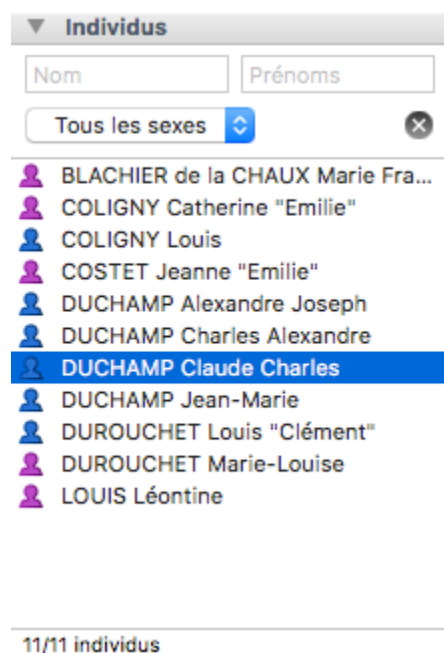 Individus
Nom Prénoms
Tous les sexes
BLACHIER de la CHAUX Marie Fra...
COLIGNY Catherine "Emilie"
COLIGNY Louis
COSTET Jeanne "Emilie"
DUCHAMP Alexandre Joseph
DUCHAMP Charles Alexandre
DUCHAMP Claude Charles
DUCHAMP Jean-Marie
DUROUCHET Louis "Clément"
DUROUCHET Marie-Louise
LOUIS Léontine
11/11 individus